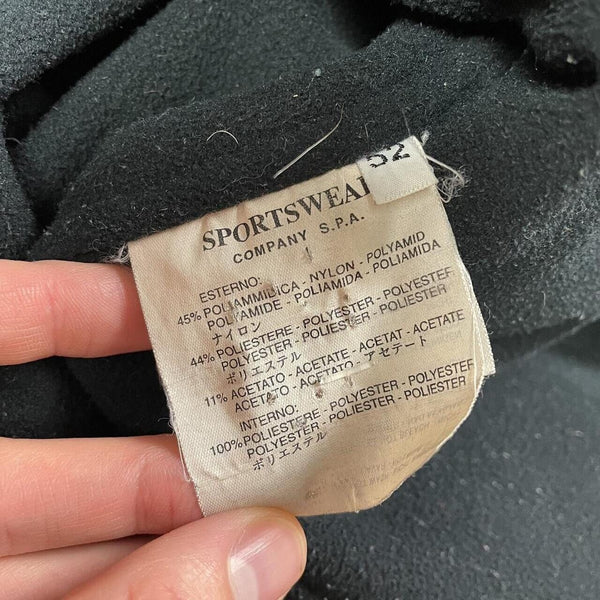 52
SPORTSWEAR
COMPANY S.P.A.
ESTERNO:
45% POLIAMMIBICA - NYLON - POLYAMID
POLYAMIDE - POLIAMIDA - POLIAMIDA
ナイロン
44% POLIESTERE - POLYESTER - POLYESTER
POLYESTER - POLIESTER - POLIESTER
ポリエステル
11% ACETATO - ACETATE - ACETAT - ACETATE
ACETATO - ACETATO - アセテート
INTERNO:
100% POLIESTERE - POLYESTER - POLYESTER
POLYESTER - POLIESTER - POLIESTER
ポリエステル